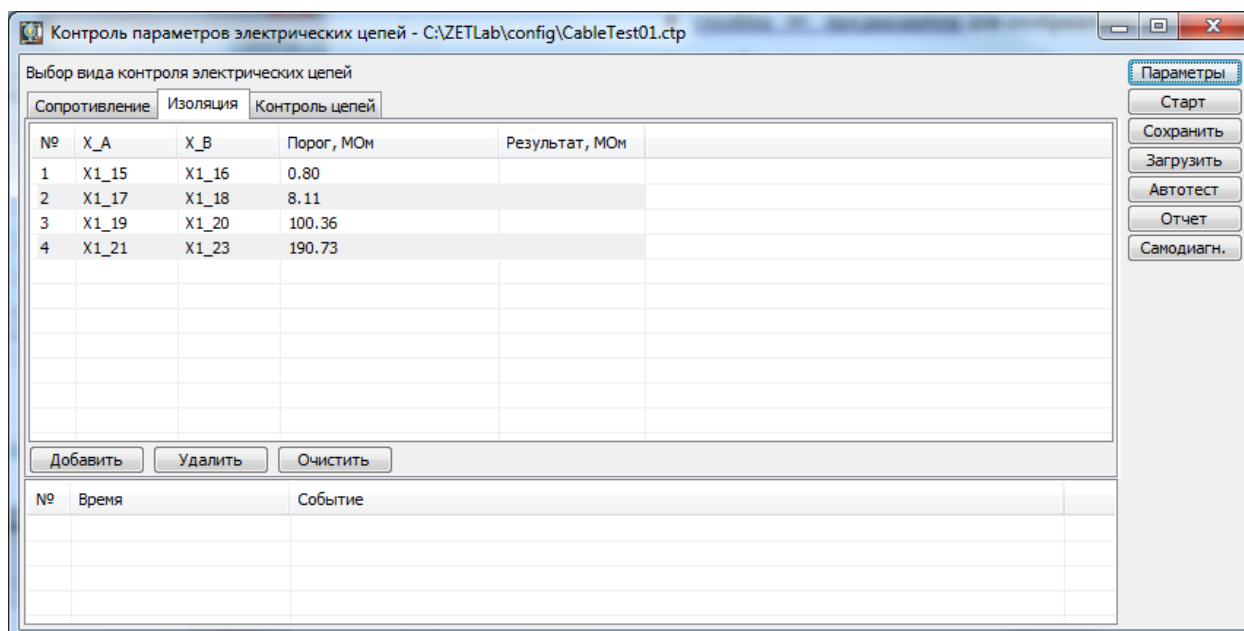 Контроль параметров электрических цепей - C:\ZETLab\config\CableTest01.ctp
Выбор вида контроля электрических цепей
Сопротивление Изоляция Контроль цепей
№ X_A X_B Порог, МОм Результат, МОм
1 X1_15 X1_16 0.80
2 X1_17 X1_18 8.11
3 X1_19 X1_20 100.36
4 X1_21 X1_23 190.73
Добавить Удалить Очистить
№ Время Событие
Параметры
Старт
Сохранить
Загрузить
Автотест
Отчет
Самодиагн.